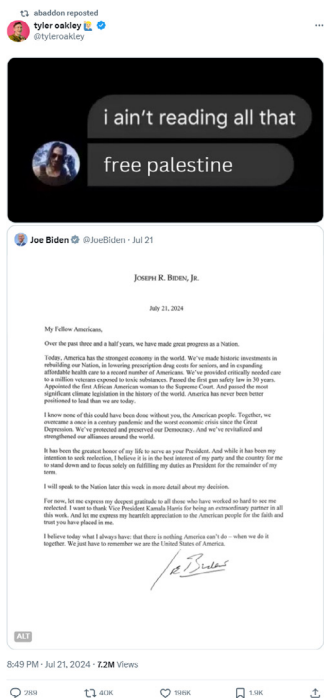 abaddon reposted
tyler oakley
@tyleroakley
i ain't reading all that
free palestine
Joe Biden @JoeBiden · Jul 21
JOSEPH R. BIDEN, JR.
July 21, 2024
My Fellow Americans,
Over the past three and a half years, we have made great progress as a Nation.
Today, America has the strongest economy in the world. We've made historic investments in
rebuilding our Nation, in lowering prescription drug costs for seniors, and in expanding
affordable health care to a record number of Americans. We've provided critically needed care
to a million veterans exposed to toxic substances. Passed the first gun safety law in 30 years.
Appointed the first African American woman to the Supreme Court. And passed the most
significant climate legislation in the history of the world. America has never been better
positioned to lead than we are today.
I know none of this could have been done without you, the American people. Together, we
overcame a once in a century pandemic and the worst economic crisis since the Great
Depression. We've protected and preserved our Democracy. And we've revitalized and
strengthened our alliances around the world.
It has been the greatest honor of my life to serve as your President. And while it has been my
intention to seek reelection, I believe it is in the best interest of my party and the country for me
to stand down and to focus solely on fulfilling my duties as President for the remainder of my
term.
I will speak to the Nation later this week in more detail about my decision.
For now, let me express my deepest gratitude to all those who have worked so hard to see me
reelected. I want to thank Vice President Kamala Harris for being an extraordinary partner in all
this work. And let me express my heartfelt appreciation to the American people for the faith and
trust you have placed in me.
I believe today what I always have: that there is nothing America can't do – when we do it
together. We just have to remember we are the United States of America.
Joe Biden
ALT
8:49 PM · Jul 21, 2024 · 7.2M Views
289 40K 196K 1.9K